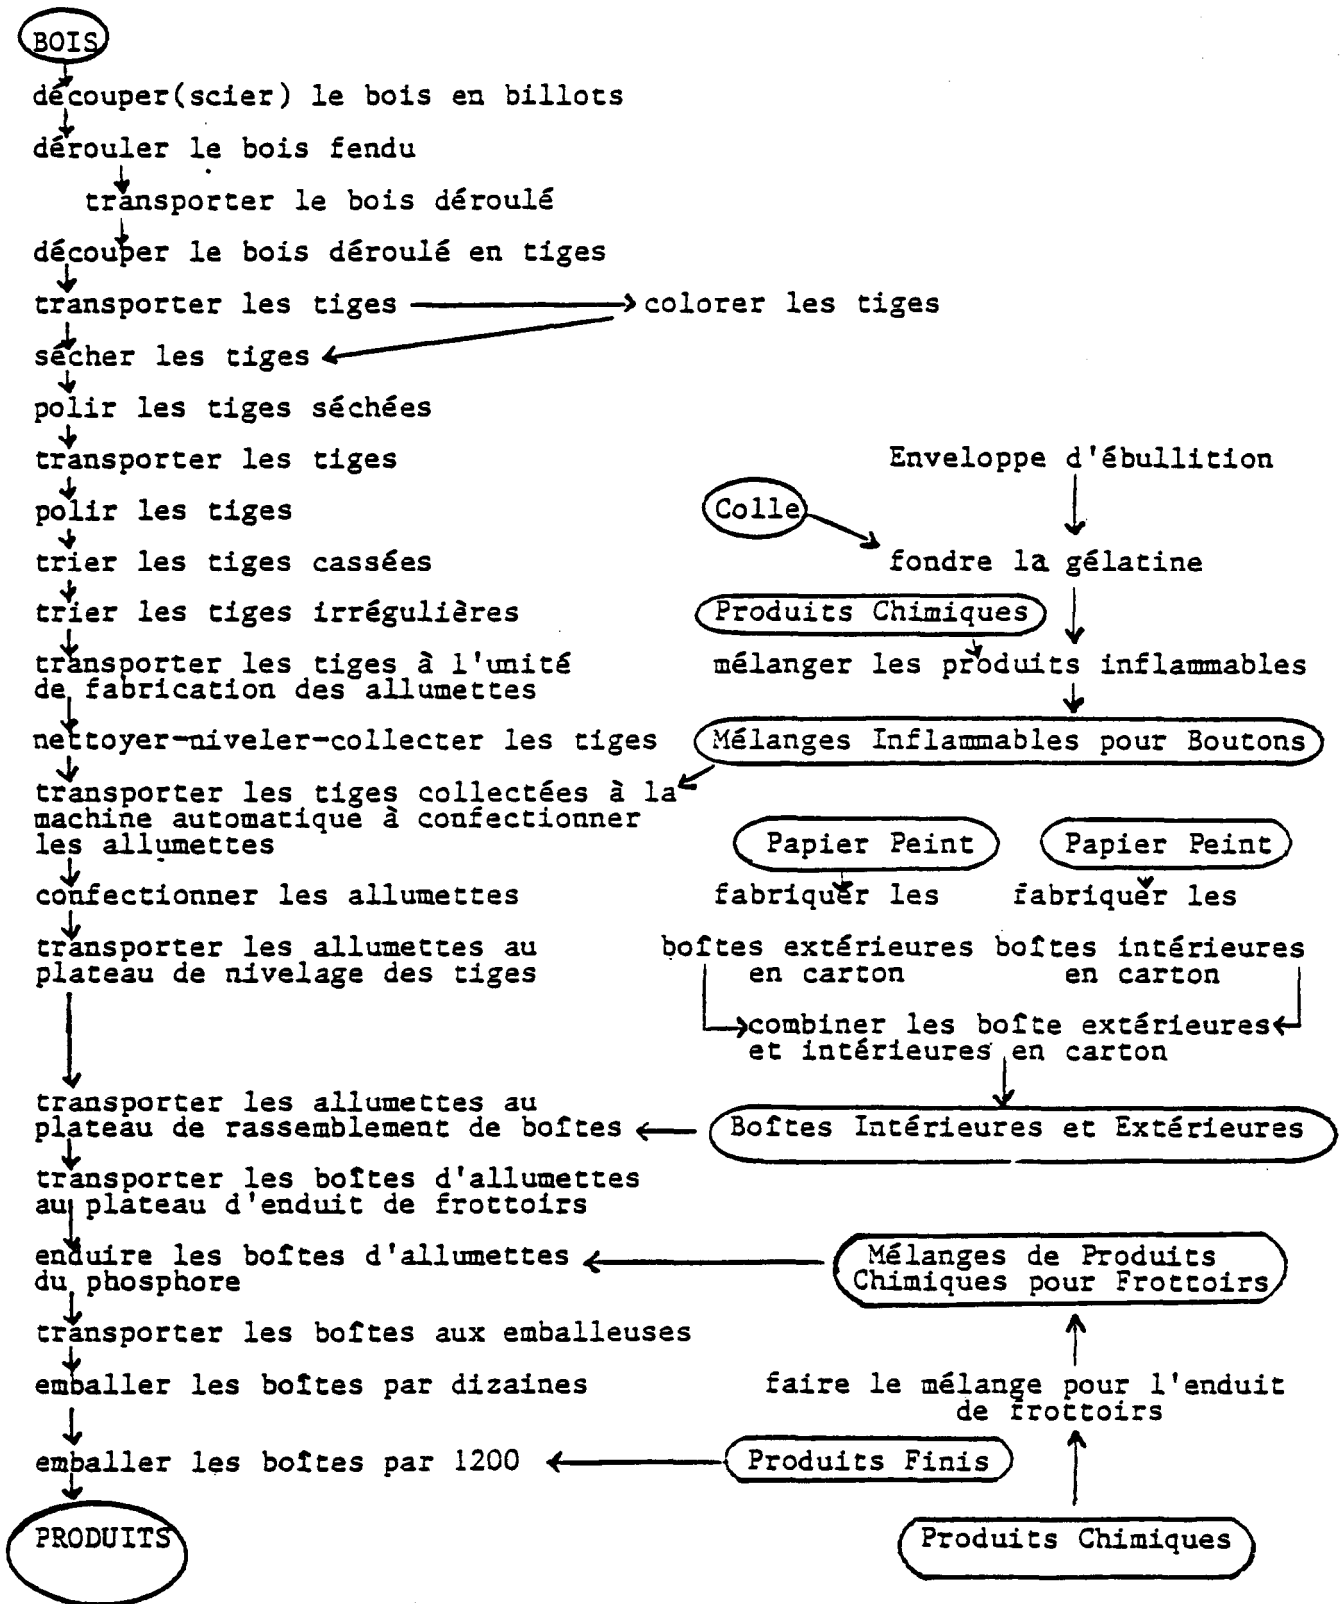 BOIS
découper(scier) le bois en billots
dérouler le bois fendu
transporter le bois déroulé
découper le bois déroulé en tiges
transporter les tiges
colorer les tiges
sécher les tiges
polir les tiges séchées
transporter les tiges
polir les tiges
trier les tiges cassées
trier les tiges irrégulières
transporter les tiges à l'unité
de fabrication des allumettes
nettoyer-niveler-collecter les tiges
transporter les tiges collectées à la
machine automatique à confectionner
les allumettes
confectionner les allumettes
transporter les allumettes au
plateau de nivelage des tiges
transporter les allumettes au
plateau de rassemblement de boîtes
transporter les boîtes d'allumettes
au plateau d'enduit de frottoirs
enduire les boîtes d'allumettes
du phosphore
transporter les boîtes aux emballeuses
emballer les boîtes par dizaines
emballer les boîtes par 1200
PRODUITS
Enveloppe d'ébullition
Colle
fondre la gélatine
Produits Chimiques
mélanger les produits inflammables
Mélanges Inflammables pour Boutons
Papier Peint
Papier Peint
fabriquer les
fabriquer les
boîtes extérieures
en carton
boîtes intérieures
en carton
combiner les boîte extérieures
et intérieures en carton
Boîtes Intérieures et Extérieures
Mélanges de Produits
Chimiques pour Frottoirs
faire le mélange pour l'enduit
de frottoirs
Produits Finis
Produits Chimiques